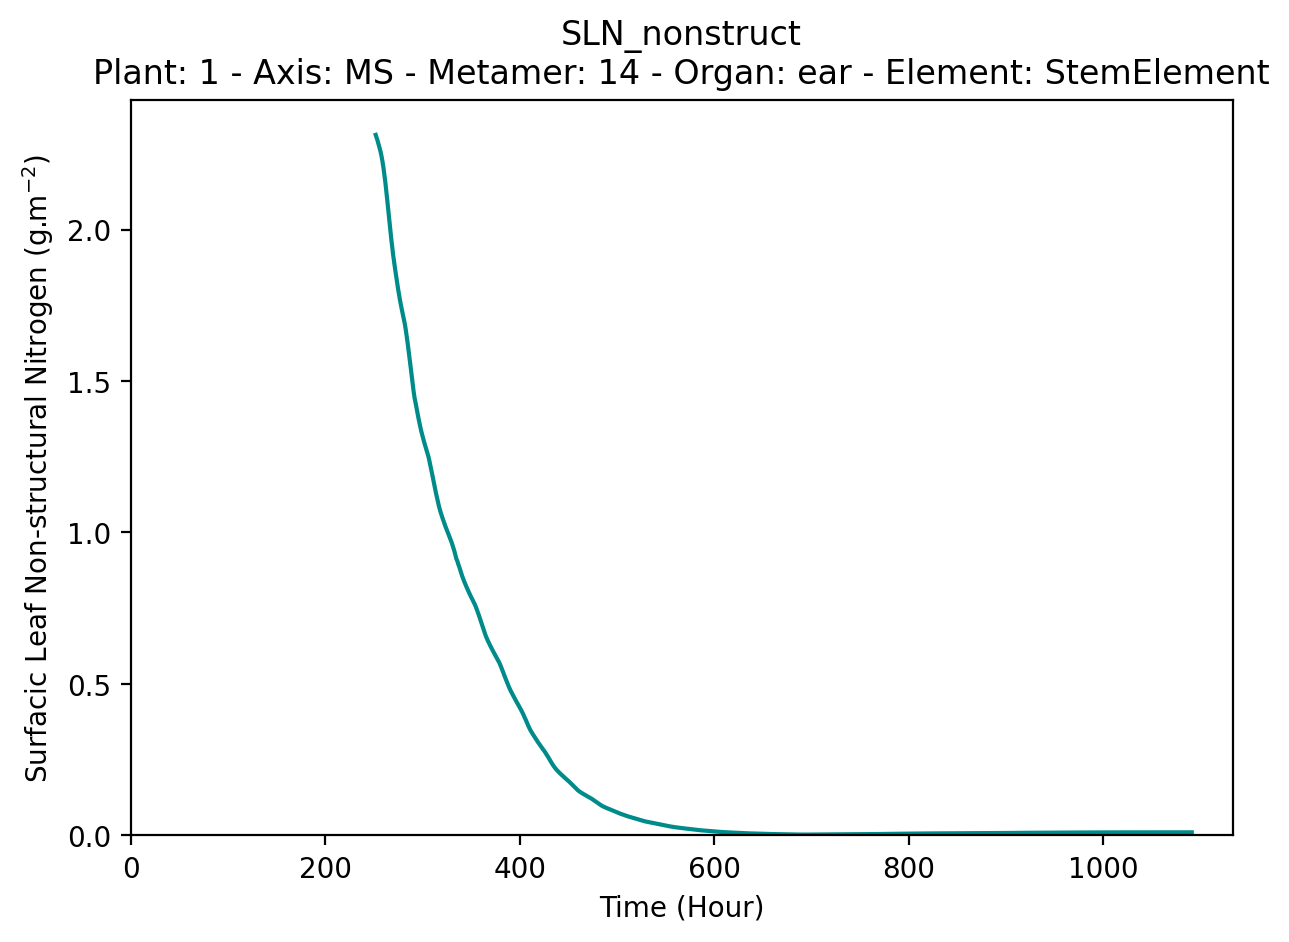 SLN_nonstruct
Plant: 1 - Axis: MS - Metamer: 14 - Organ: ear - Element: StemElement
Surfacic Leaf Non-structural Nitrogen (g.m⁻²)
2.0
1.5
1.0
0.5
0.0
0 200 400 600 800 1000
Time (Hour)